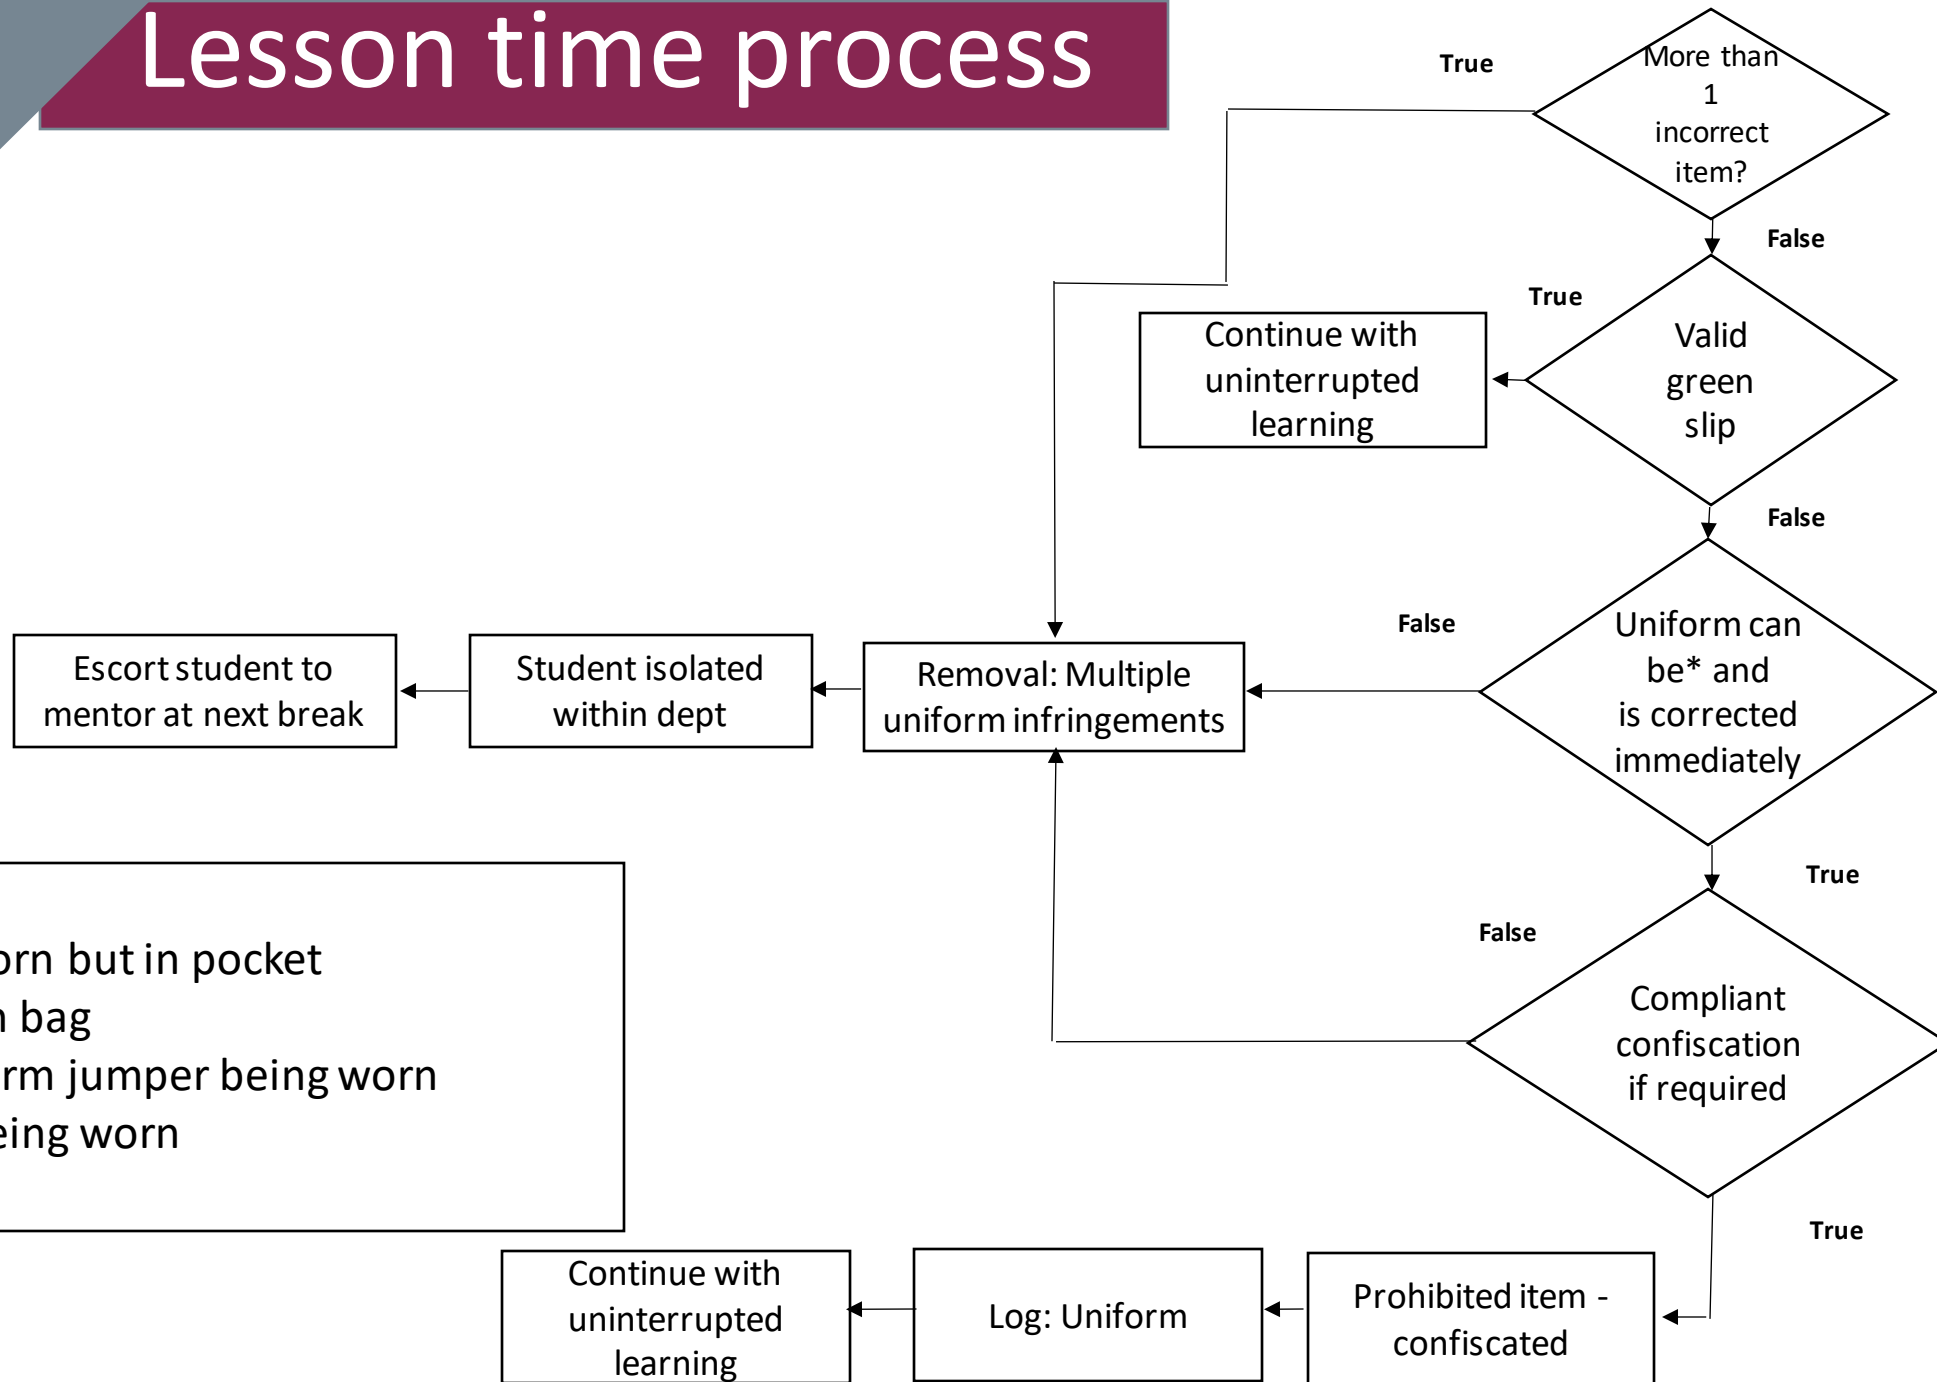 Lesson time process
True
More than
1
incorrect
item?
False
True
Valid
green
slip
Continue with
uninterrupted
learning
False
False
Uniform can
be* and
is corrected
immediately
Removal: Multiple
uniform infringements
Student isolated
within dept
Escort student to
mentor at next break
True
False
Compliant
confiscation
if required
but in pocket
bag
jumper being worn
worn
True
Prohibited item -
confiscated
Log: Uniform
Continue with
uninterrupted
learning